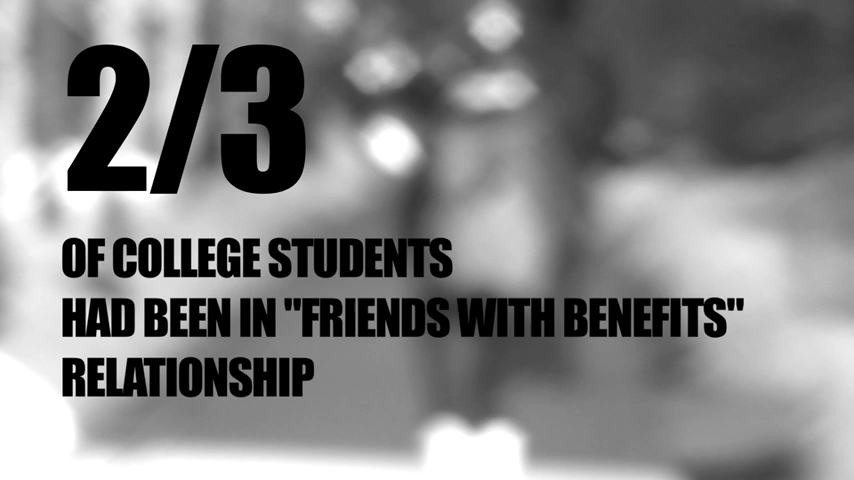 2/3
OF COLLEGE STUDENTS
HAD BEEN IN "FRIENDS WITH BENEFITS"
RELATIONSHIP